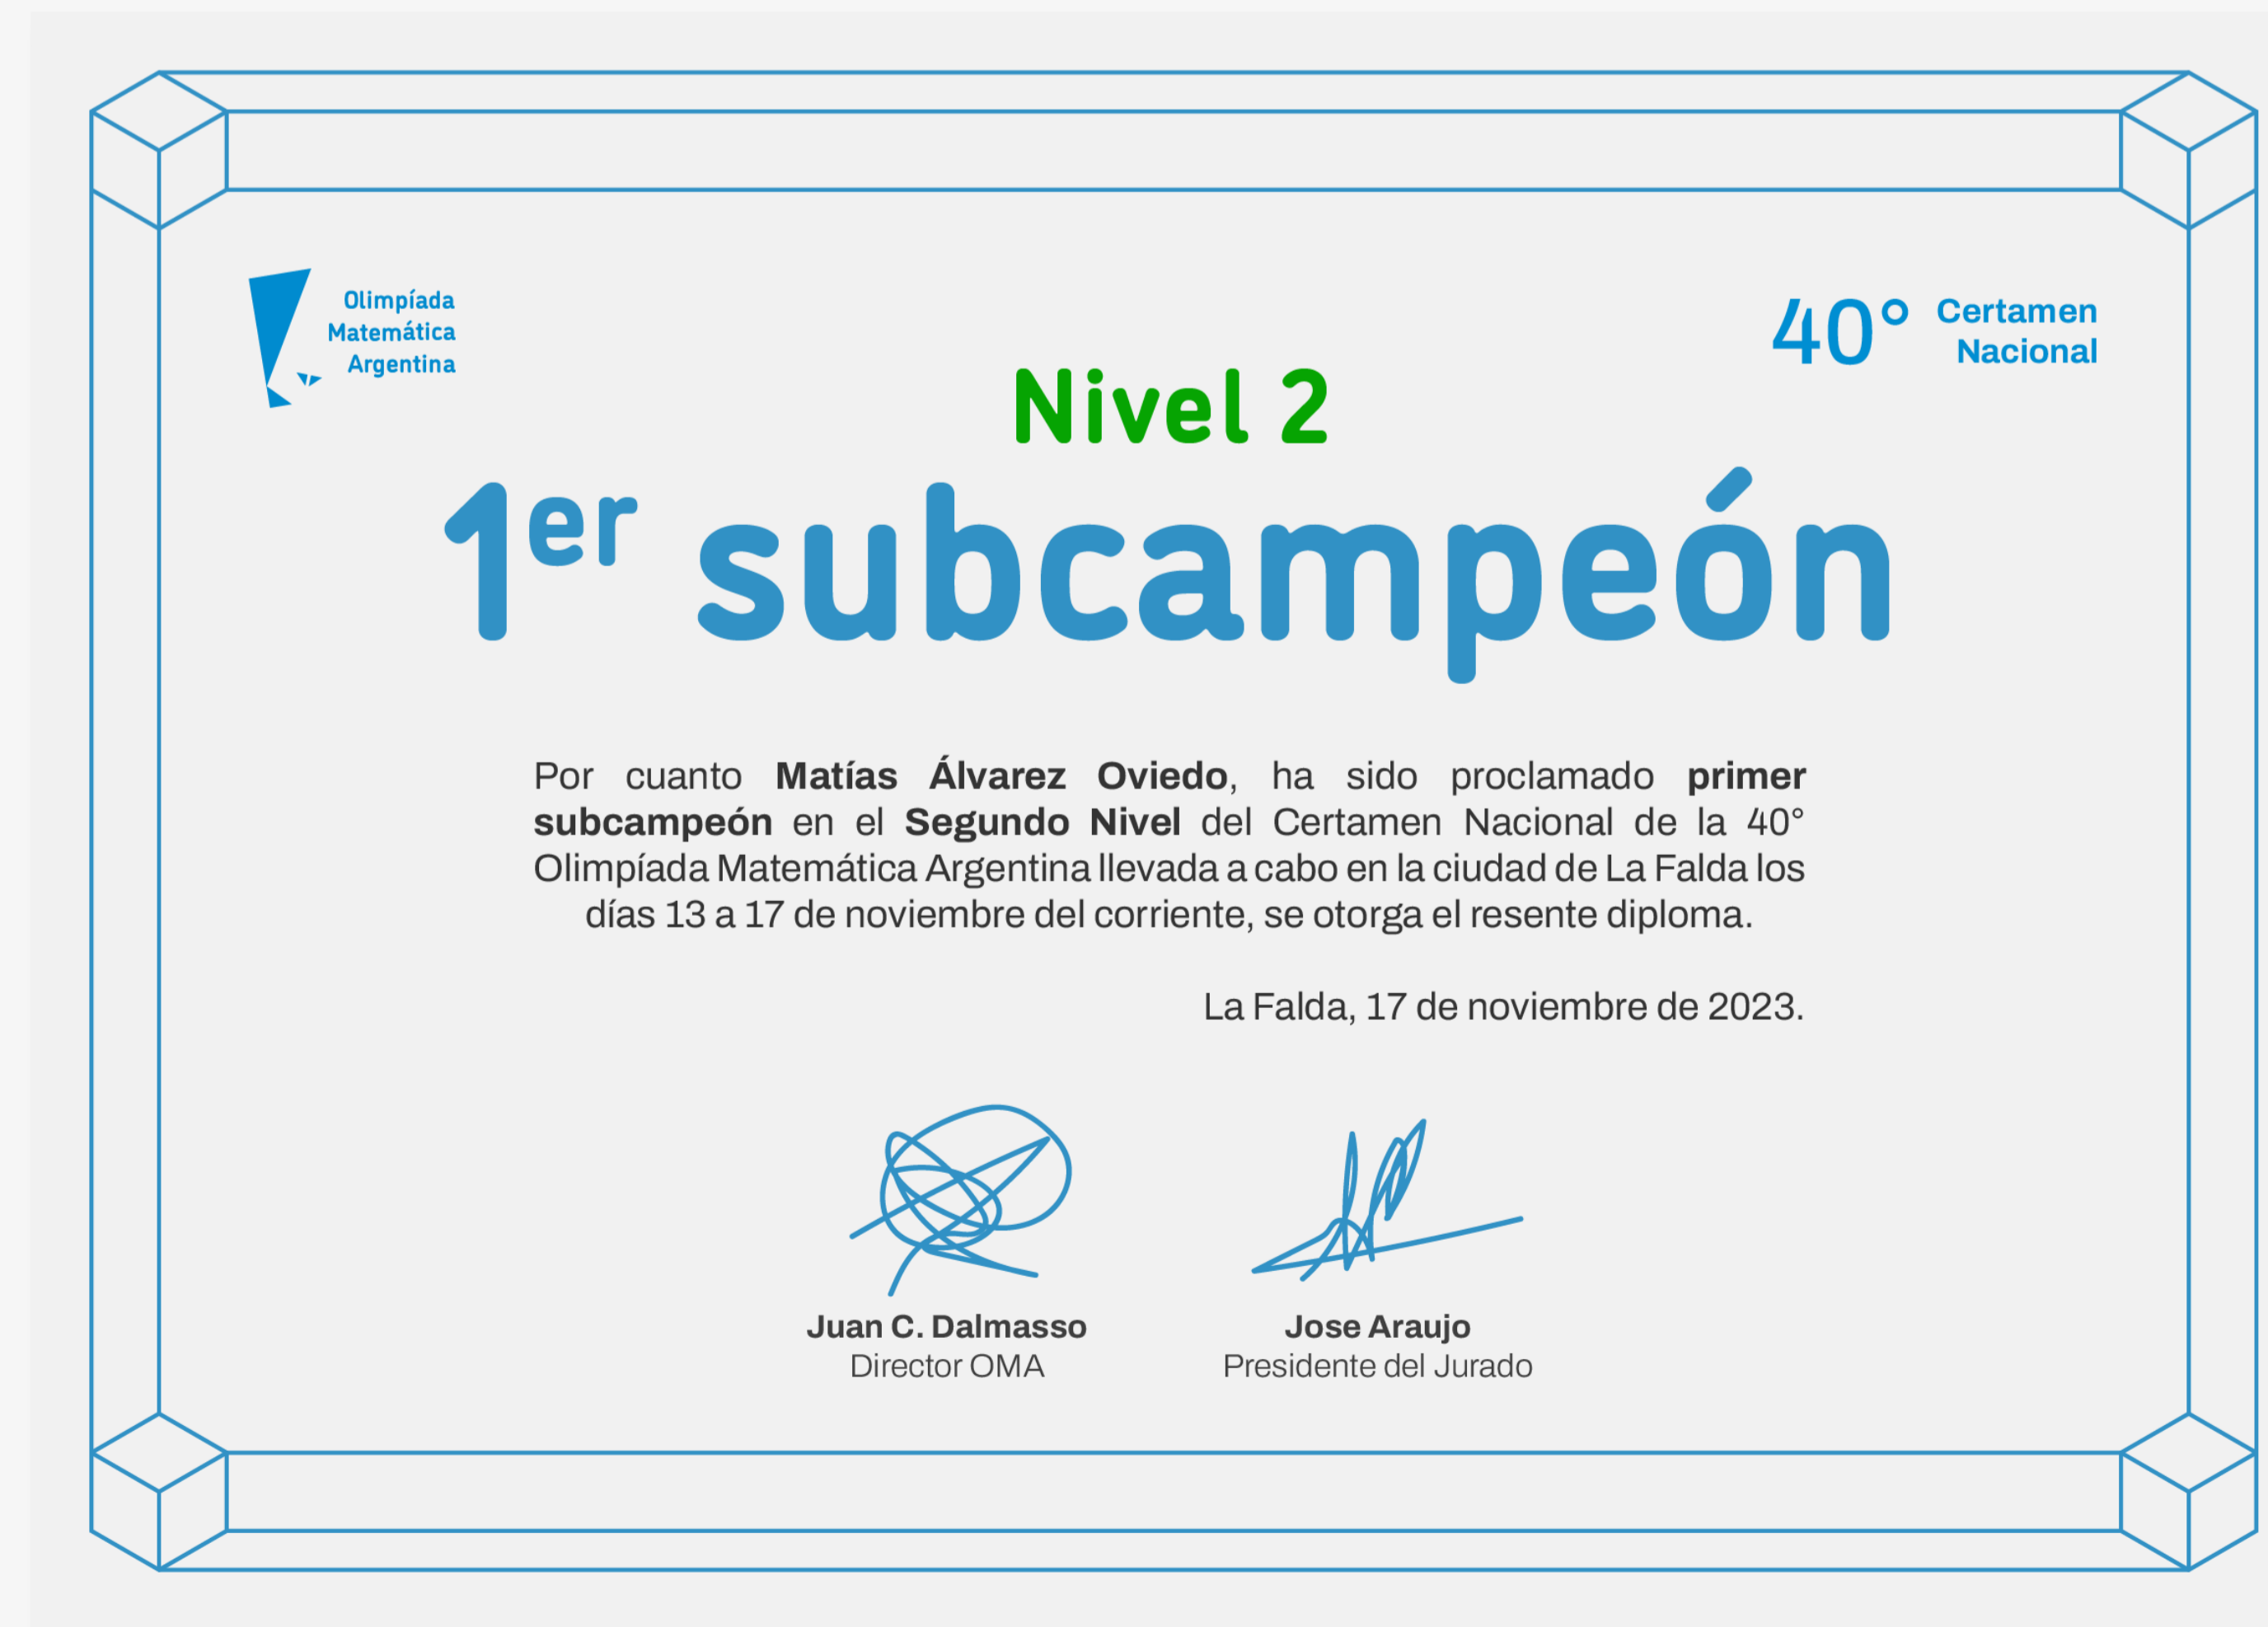 Olimpíada
Matemática
Argentina
40° Certamen
Nacional
Nivel 2
1er subcampeón
Por cuanto Matías Álvarez Oviedo, ha sido proclamado primer
subcampeón en el Segundo Nivel del Certamen Nacional de la 40°
Olimpíada Matemática Argentina llevada a cabo en la ciudad de La Falda los
días 13 a 17 de noviembre del corriente, se otorga el resente diploma.
La Falda, 17 de noviembre de 2023.
Juan C. Dalmasso
Director OMA
Jose Araujo
Presidente del Jurado